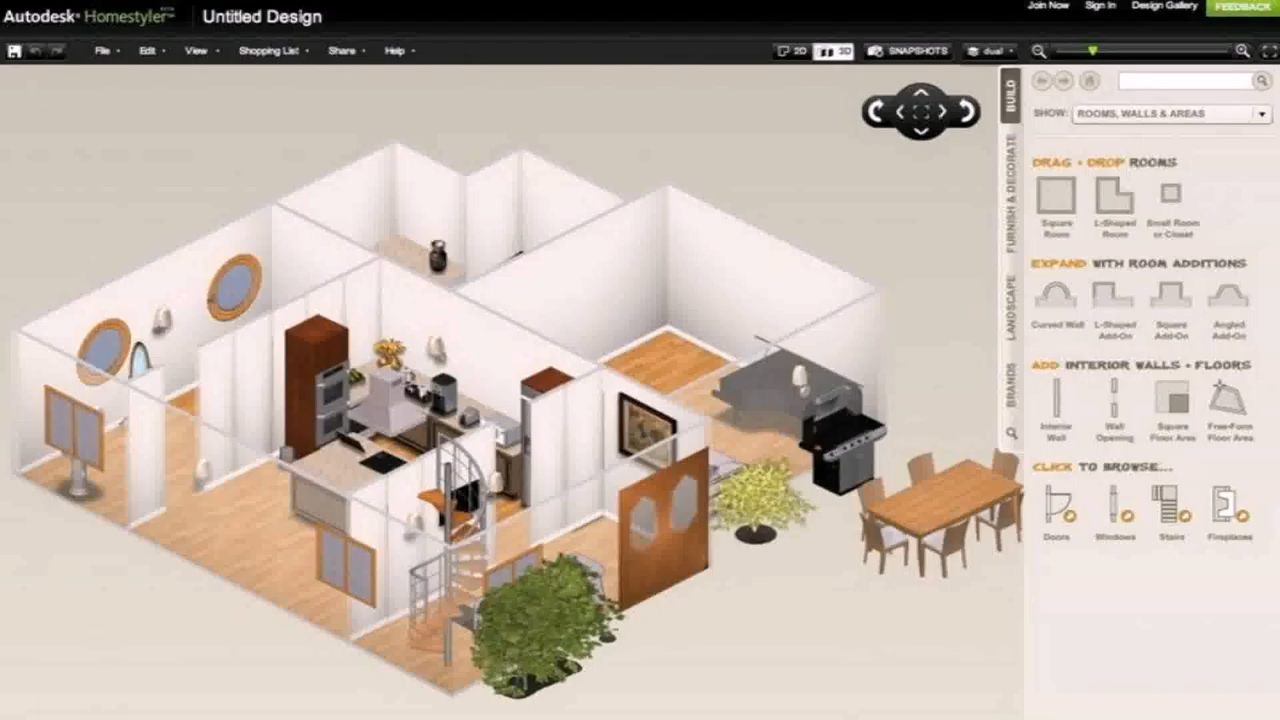 Autodesk® Homestyler™ BETA Untitled Design
Join Now Sign In Design Gallery FEEDBACK
File Edit View Shopping List Share Help
2D 3D SNAPSHOTS dual
BUILD
FURNISH & DECORATE
LANDSCAPE
BRANDS
SHOW: ROOMS, WALLS & AREAS
DRAG + DROP ROOMS
Square Room
L-Shaped Room
Small Room or Closet
EXPAND WITH ROOM ADDITIONS
Curved Wall
L-Shaped Add-On
Square Add-On
Angled Add-On
ADD INTERIOR WALLS + FLOORS
Interior Wall
Wall Opening
Square Floor Area
Free-Form Floor Area
CLICK TO BROWSE...
Doors Windows Stairs Fireplaces